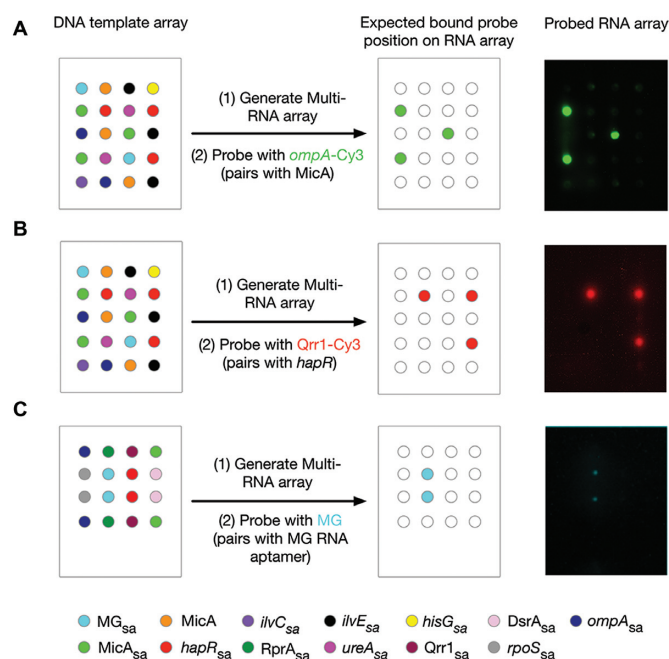 DNA template array
Expected bound probe
position on RNA array
Probed RNA array
A
(1) Generate Multi-
RNA array
(2) Probe with ompA-Cy3
(pairs with MicA)
B
(1) Generate Multi-
RNA array
(2) Probe with Qrr1-Cy3
(pairs with hapR)
C
(1) Generate Multi-
RNA array
(2) Probe with MG
(pairs with MG RNA
aptamer)
MGsa MicA ilvCsa ilvEsa hisGsa DsrAsa ompAsa
MicAsa hapRsa RprAsa ureAsa Qrr1sa rpoSsa